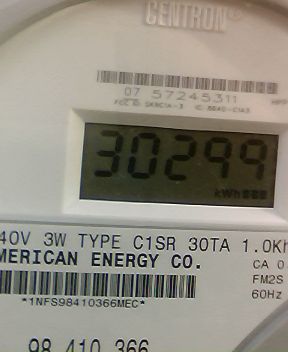 CENTRON®
07 57245311
30299
kWh
40V 3W TYPE C1SR 30TA 1.0Kh
MERICAN ENERGY CO.
CA 0
FM2S
60Hz
*1NFS98410366MEC*
98 410 366